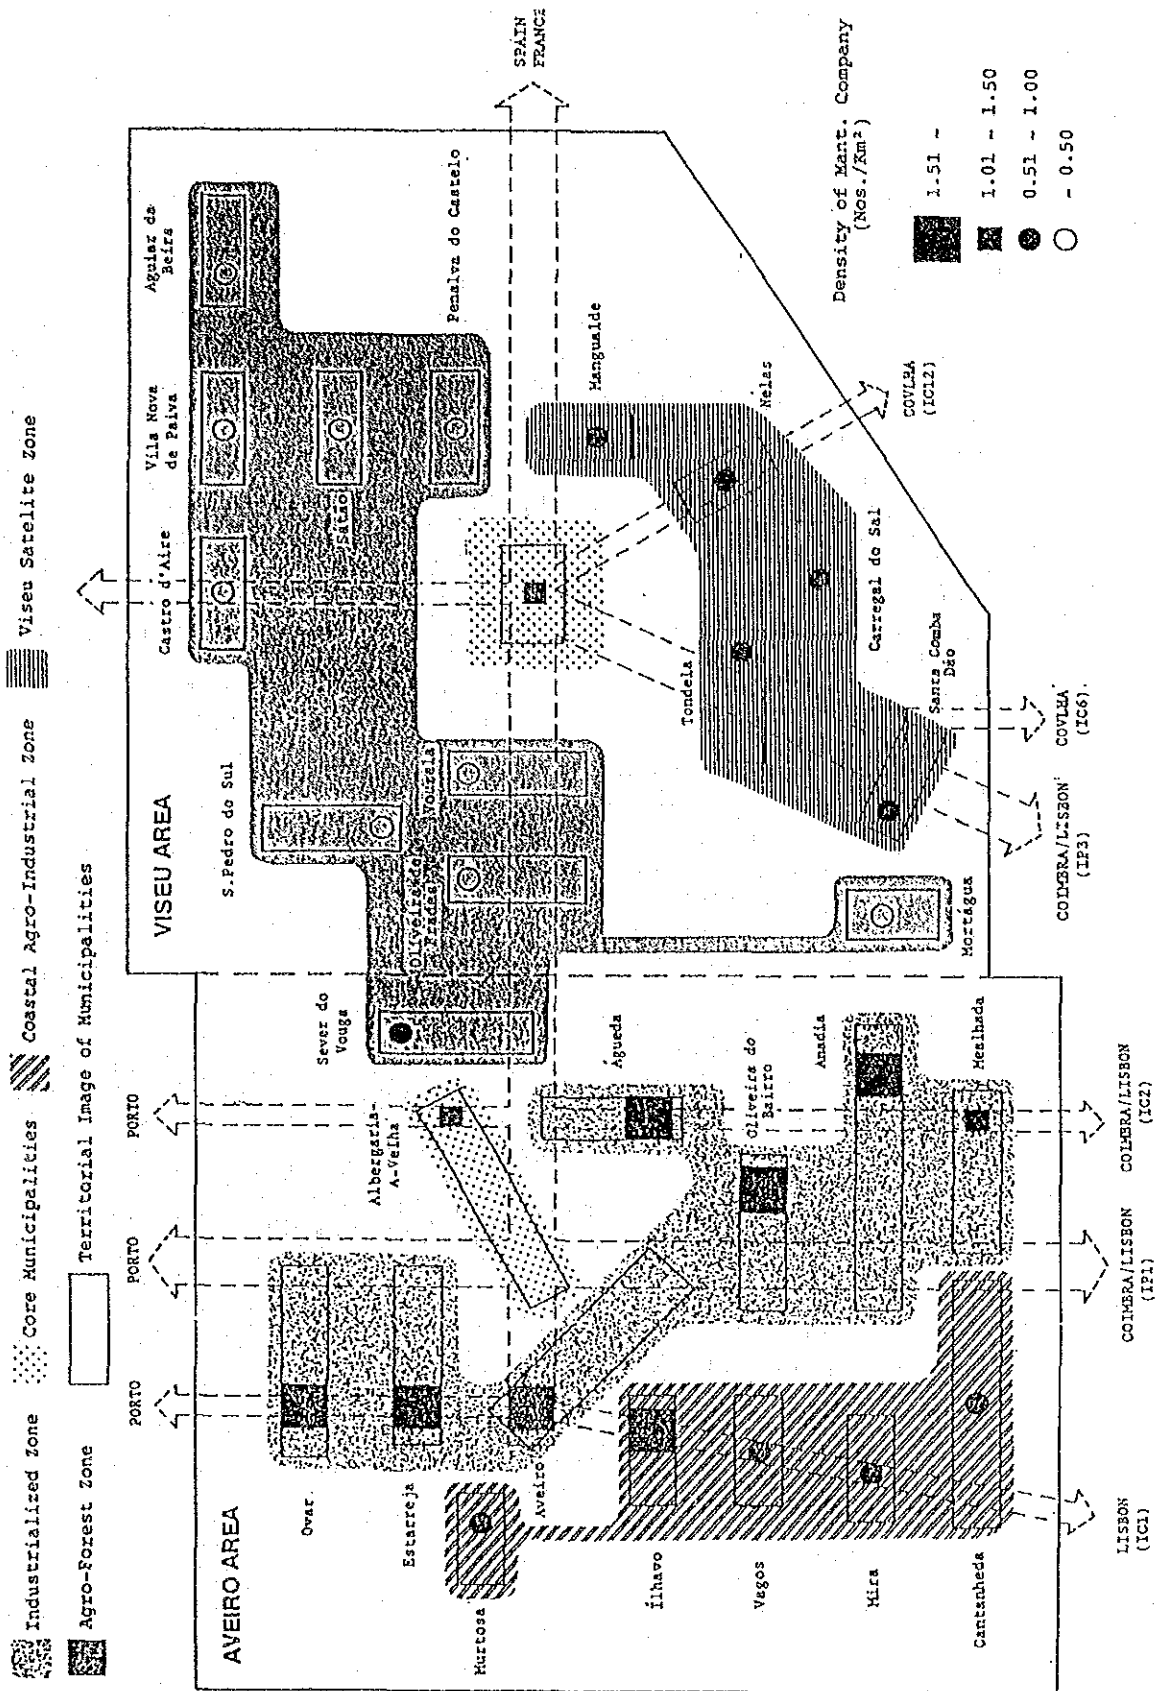 Industrialized Zone
Core Municipalities
Coastal Agro-Industrial Zone
Viseu Satelite Zone
Agro-Forest Zone
Territorial Image of Municipalities
AVEIRO AREA
VISEU AREA
PORTO
PORTO
PORTO
Ovar
Estarreja
Murtosa
Aveiro
Ílhavo
Vagos
Mira
Cantanheda
Albergaria-
A-Velha
Sever do
Vouga
Águeda
Oliveira do
Bairro
Anadia
Mealhada
LISBON
(IC1)
COIMBRA/LISBON
(IP1)
COIMBRA/LISBON
(IC2)
S.Pedro do Sul
Oliveira de
Frades
Vouzela
Castro d'Aire
Vila Nova
de Paiva
Aguiar da
Beira
Satão
Penalva do Castelo
SPAIN
FRANCE
Mangualde
Nelas
Tondela
Carregal do Sal
Santa Comba
Dão
Mortágua
COVLHA
(IC12)
COVLHA
(IC6)
COIMBRA/LISBON
(IP3)
Density of Mant. Company
(Nos./Km²)
1.51 ~
1.01 ~ 1.50
0.51 ~ 1.00
~ 0.50